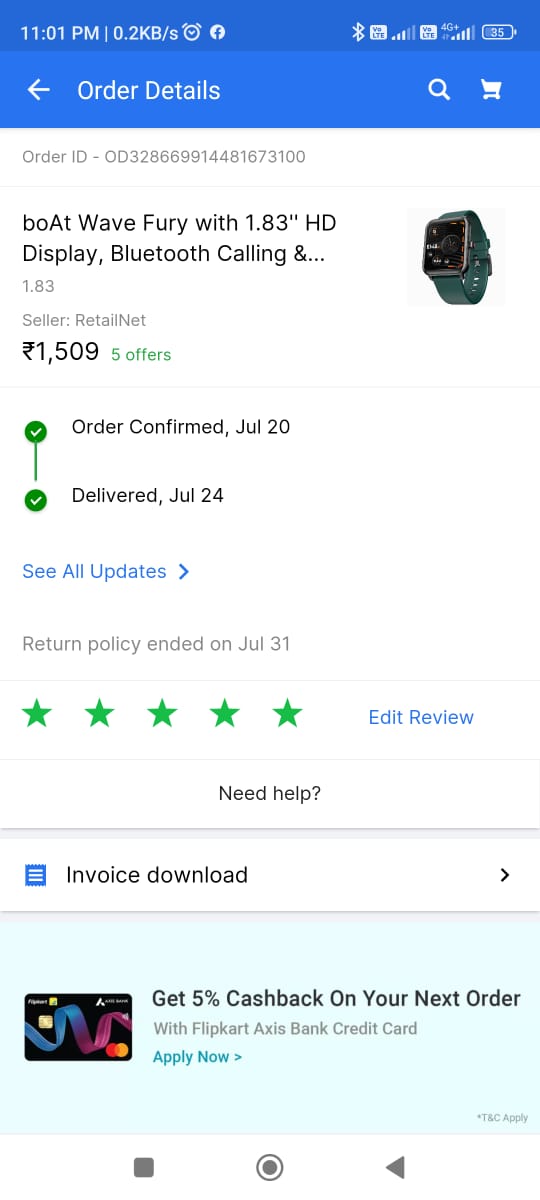 11:01 PM | 0.2KB/s
Vo LTE Vo LTE 4G+ 35
Order Details
Order ID - OD328669914481673100
boAt Wave Fury with 1.83'' HD
Display, Bluetooth Calling &...
1.83
Seller: RetailNet
₹1,509 5 offers
Order Confirmed, Jul 20
Delivered, Jul 24
See All Updates
Return policy ended on Jul 31
Edit Review
Need help?
Invoice download
Flipkart AXIS BANK
Get 5% Cashback On Your Next Order
With Flipkart Axis Bank Credit Card
Apply Now >
*T&C Apply